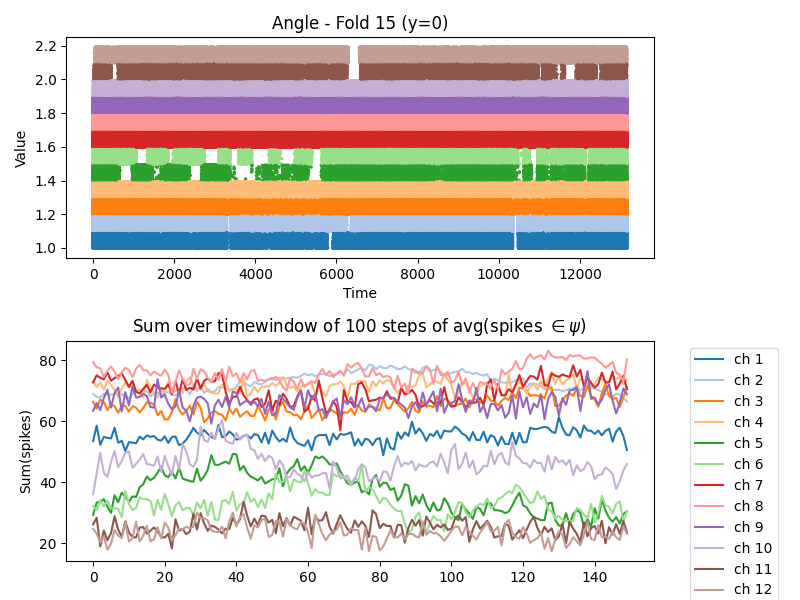 Angle - Fold 15 (y=0)
2.2
2.0
1.8
1.6
1.4
1.2
1.0
Value
0 2000 4000 6000 8000 10000 12000
Time
Sum over timewindow of 100 steps of avg(spikes ∈ψ)
80
60
40
20
Sum(spikes)
0 20 40 60 80 100 120 140
ch 1
ch 2
ch 3
ch 4
ch 5
ch 6
ch 7
ch 8
ch 9
ch 10
ch 11
ch 12